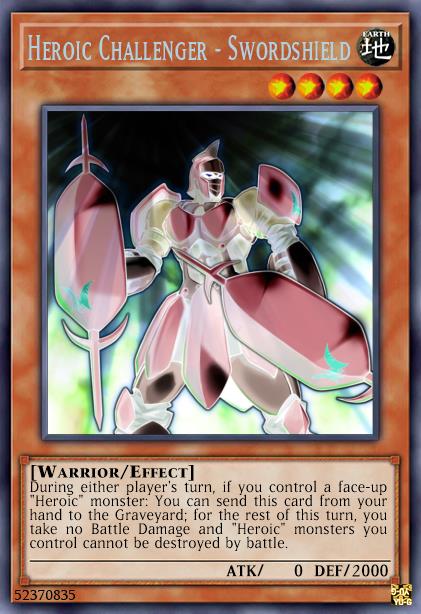 Heroic Challenger - Swordshield
EARTH
地
[Warrior/Effect]
During either player's turn, if you control a face-up
"Heroic" monster: You can send this card from your
hand to the Graveyard; for the rest of this turn, you
take no Battle Damage and "Heroic" monsters you
control cannot be destroyed by battle.
ATK/ 0 DEF/2000
52370835